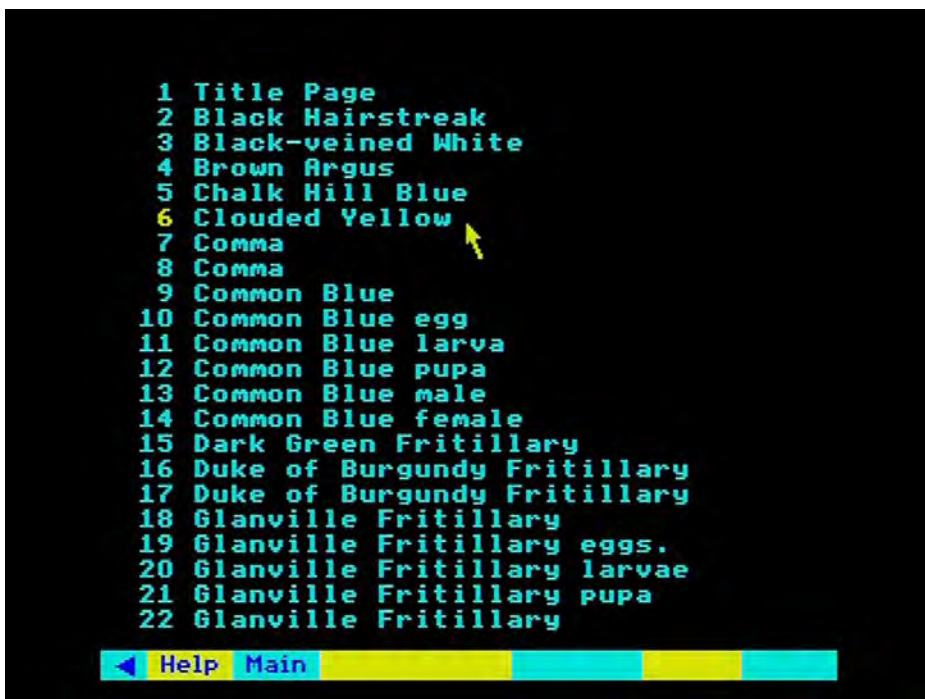 1 Title Page
2 Black Hairstreak
3 Black-veined White
4 Brown Argus
5 Chalk Hill Blue
6 Clouded Yellow
7 Comma
8 Comma
9 Common Blue
10 Common Blue egg
11 Common Blue larva
12 Common Blue pupa
13 Common Blue male
14 Common Blue female
15 Dark Green Fritillary
16 Duke of Burgundy Fritillary
17 Duke of Burgundy Fritillary
18 Glanville Fritillary
19 Glanville Fritillary eggs.
20 Glanville Fritillary larvae
21 Glanville Fritillary pupa
22 Glanville Fritillary
Help Main